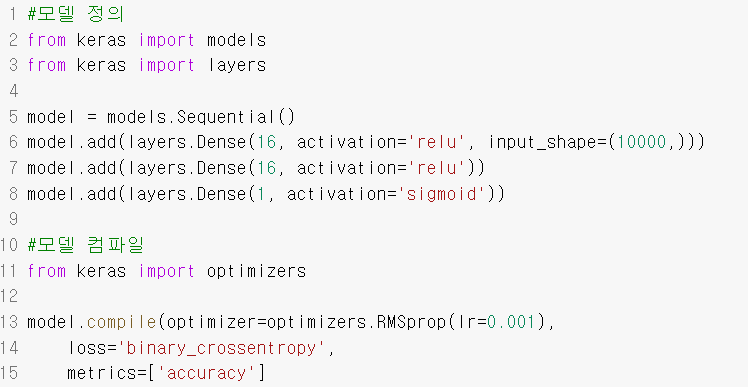 1 #모델 정의
2 from keras import models
3 from keras import layers
4
5 model = models.Sequential()
6 model.add(layers.Dense(16, activation='relu', input_shape=(10000,)))
7 model.add(layers.Dense(16, activation='relu'))
8 model.add(layers.Dense(1, activation='sigmoid'))
9
10 #모델 컴파일
11 from keras import optimizers
12
13 model.compile(optimizer=optimizers.RMSprop(lr=0.001),
14     loss='binary_crossentropy',
15     metrics=['accuracy']